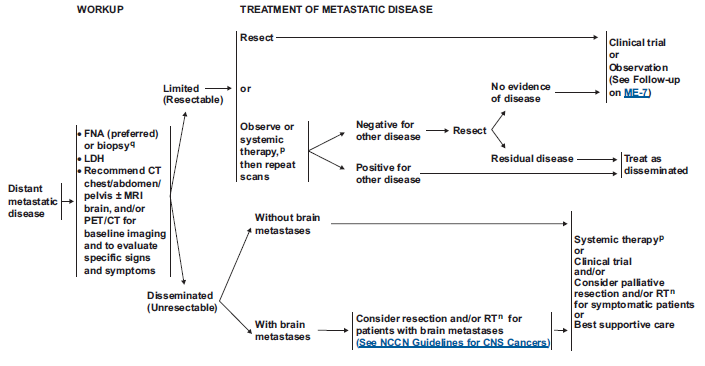 WORKUP
TREATMENT OF METASTATIC DISEASE
Distant
metastatic
disease
• FNA (preferred)
or biopsyq
• LDH
• Recommend CT
chest/abdomen/
pelvis ± MRI
brain, and/or
PET/CT for
baseline imaging
and to evaluate
specific signs
and symptoms
Limited
(Resectable)
Resect
or
Observe or
systemic
therapy,p
then repeat
scans
Negative for
other disease
Positive for
other disease
Resect
No evidence
of disease
Residual disease
Clinical trial
or
Observation
(See Follow-up
on ME-7)
Treat as
disseminated
Disseminated
(Unresectable)
Without brain
metastases
With brain
metastases
Consider resection and/or RTn for
patients with brain metastases
(See NCCN Guidelines for CNS Cancers)
Systemic therapyp
or
Clinical trial
and/or
Consider palliative
resection and/or RTn
for symptomatic patients
or
Best supportive care